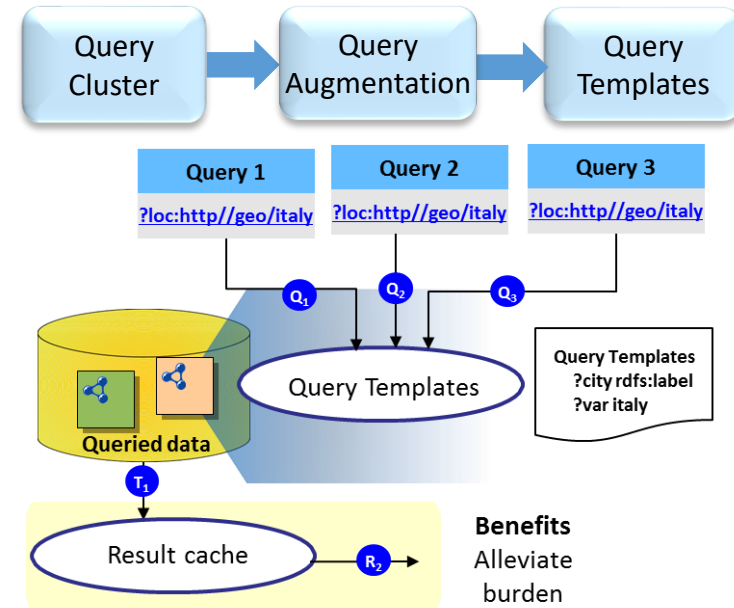 Query
Cluster
Query
Augmentation
Query
Templates
Query 1
?loc:http//geo/italy
Query 2
?loc:http//geo/italy
Query 3
?loc:http//geo/italy
Q1
Q2
Q3
Query Templates
Query Templates
?city rdfs:label
?var italy
Queried data
T1
Result cache
R2
Benefits
Alleviate
burden